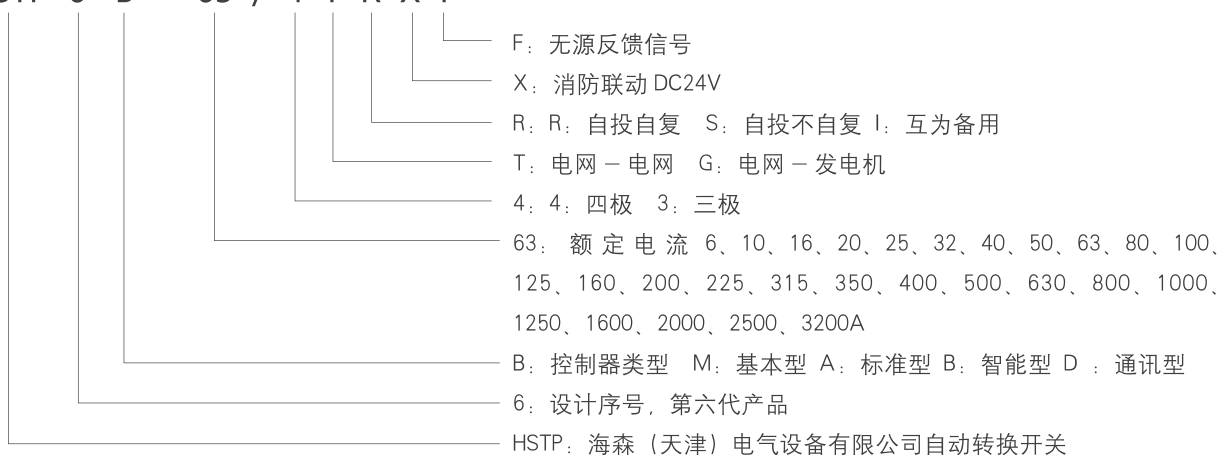 F：无源反馈信号
X：消防联动 DC24V
R：R：自投自复 S：自投不自复 I：互为备用
T：电网－电网 G：电网－发电机
4：4：四极 3：三极
63：额定电流 6、10、16、20、25、32、40、50、63、80、100、
125、160、200、225、315、350、400、500、630、800、1000、
1250、1600、2000、2500、3200A
B：控制器类型 M：基本型 A：标准型 B：智能型 D ：通讯型
6：设计序号，第六代产品
HSTP：海森（天津）电气设备有限公司自动转换开关